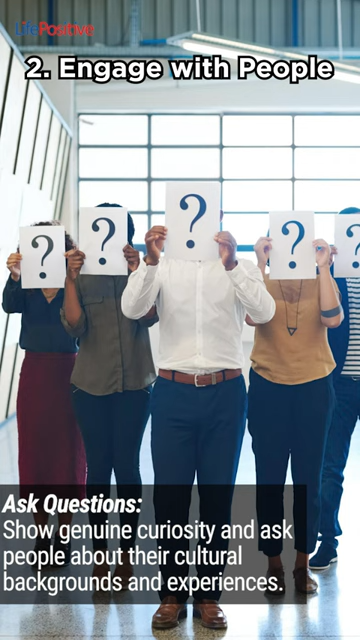 LifePositive
2. Engage with People
? ? ? ? ?
Ask Questions:
Show genuine curiosity and ask
people about their cultural
backgrounds and experiences.